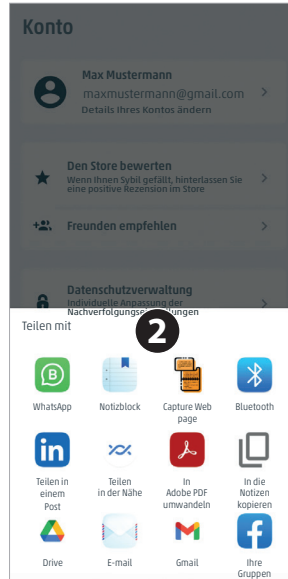 Konto
Max Mustermann
maxmustermann@gmail.com
Details Ihres Kontos ändern
Den Store bewerten
Wenn Ihnen Sybil gefällt, hinterlassen Sie
eine positive Rezension im Store
Freunden empfehlen
Datenschutzverwaltung
Individuelle Anpassung der
Teilen mit
2
WhatsApp
Notizblock
Capture Web
page
Bluetooth
Teilen in
einem
Post
Teilen
in der Nähe
In
Adobe PDF
umwandeln
In die
Notizen
kopieren
Drive
E-mail
Gmail
Ihre
Gruppen